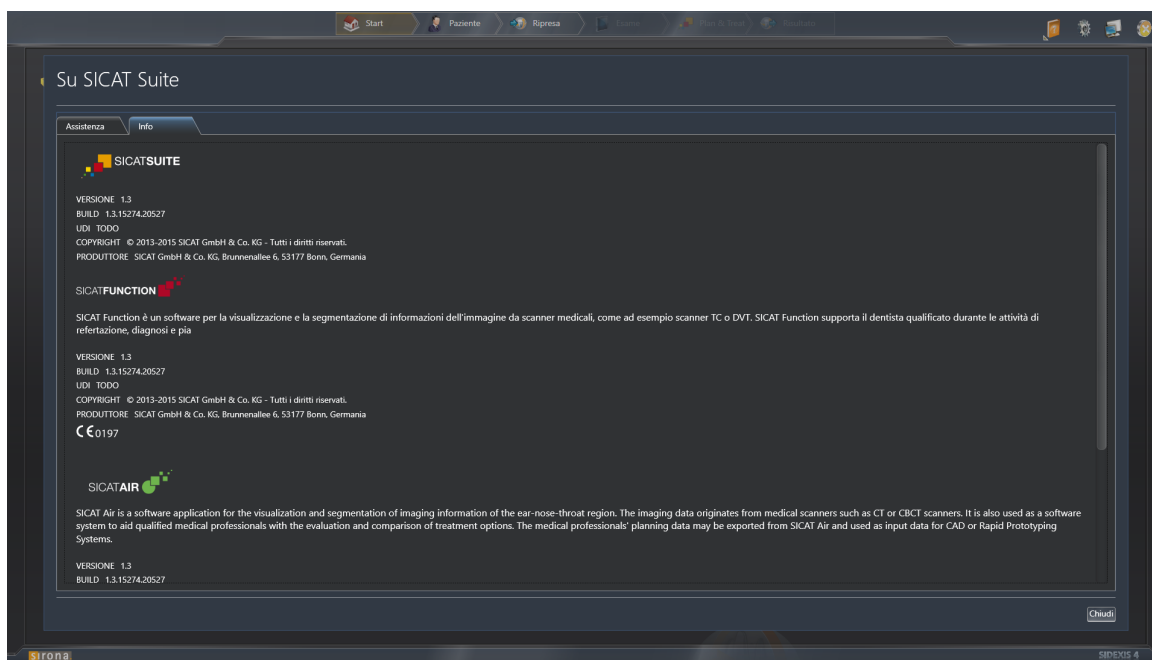 Start Paziente Ripresa Esame Plan & Treat Risultato
Su SICAT Suite
Assistenza Info
SICATSUITE
VERSIONE 1.3
BUILD 1.3.15274.20527
UDI TODO
COPYRIGHT © 2013-2015 SICAT GmbH & Co. KG - Tutti i diritti riservati.
PRODUTTORE SICAT GmbH & Co. KG, Brunnenallee 6, 53177 Bonn, Germania
SICATFUNCTION
SICAT Function è un software per la visualizzazione e la segmentazione di informazioni dell'immagine da scanner medicali, come ad esempio scanner TC o DVT. SICAT Function supporta il dentista qualificato durante le attività di
refertazione, diagnosi e pia
VERSIONE 1.3
BUILD 1.3.15274.20527
UDI TODO
COPYRIGHT © 2013-2015 SICAT GmbH & Co. KG - Tutti i diritti riservati.
PRODUTTORE SICAT GmbH & Co. KG, Brunnenallee 6, 53177 Bonn, Germania
CE0197
SICATAIR
SICAT Air is a software application for the visualization and segmentation of imaging information of the ear-nose-throat region. The imaging data originates from medical scanners such as CT or CBCT scanners. It is also used as a software
system to aid qualified medical professionals with the evaluation and comparison of treatment options. The medical professionals' planning data may be exported from SICAT Air and used as input data for CAD or Rapid Prototyping
Systems.
VERSIONE 1.3
BUILD 1.3.15274.20527
Chiudi
sirona SIDEXIS 4